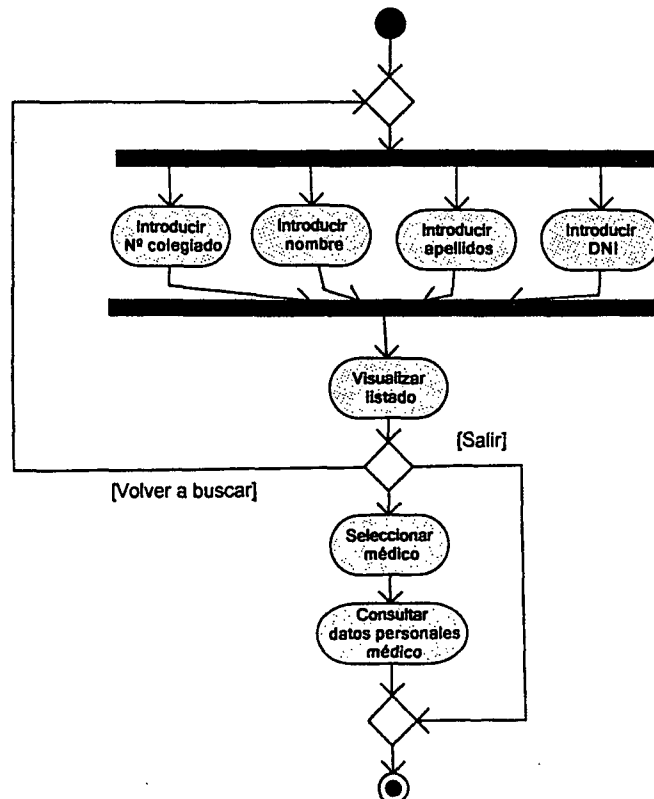 Introducir
Nº colegiado
Introducir
nombre
Introducir
apellidos
Introducir
DNI
Visualizar
listado
[Salir]
[Volver a buscar]
Seleccionar
médico
Consultar
datos personales
médico